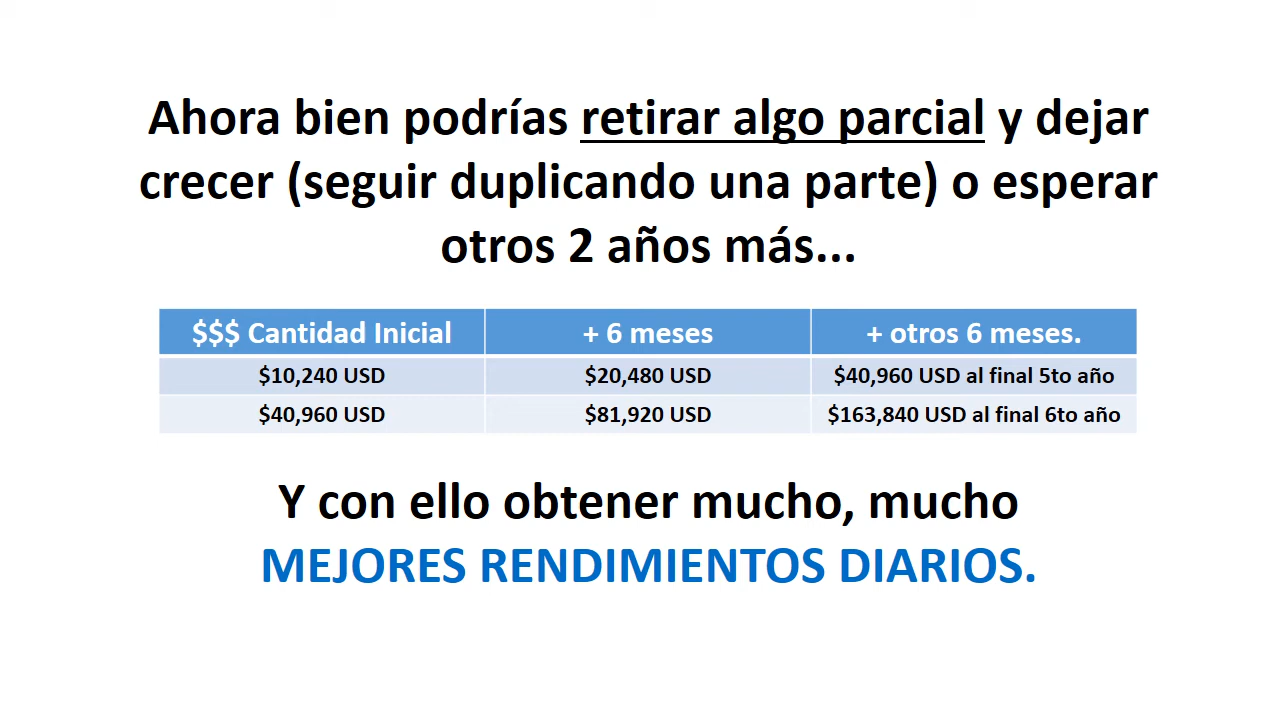 Ahora bien podrías retirar algo parcial y dejar
crecer (seguir duplicando una parte) o esperar
otros 2 años más...
$$$ Cantidad Inicial + 6 meses + otros 6 meses.
$10,240 USD $20,480 USD $40,960 USD al final 5to año
$40,960 USD $81,920 USD $163,840 USD al final 6to año
Y con ello obtener mucho, mucho
MEJORES RENDIMIENTOS DIARIOS.